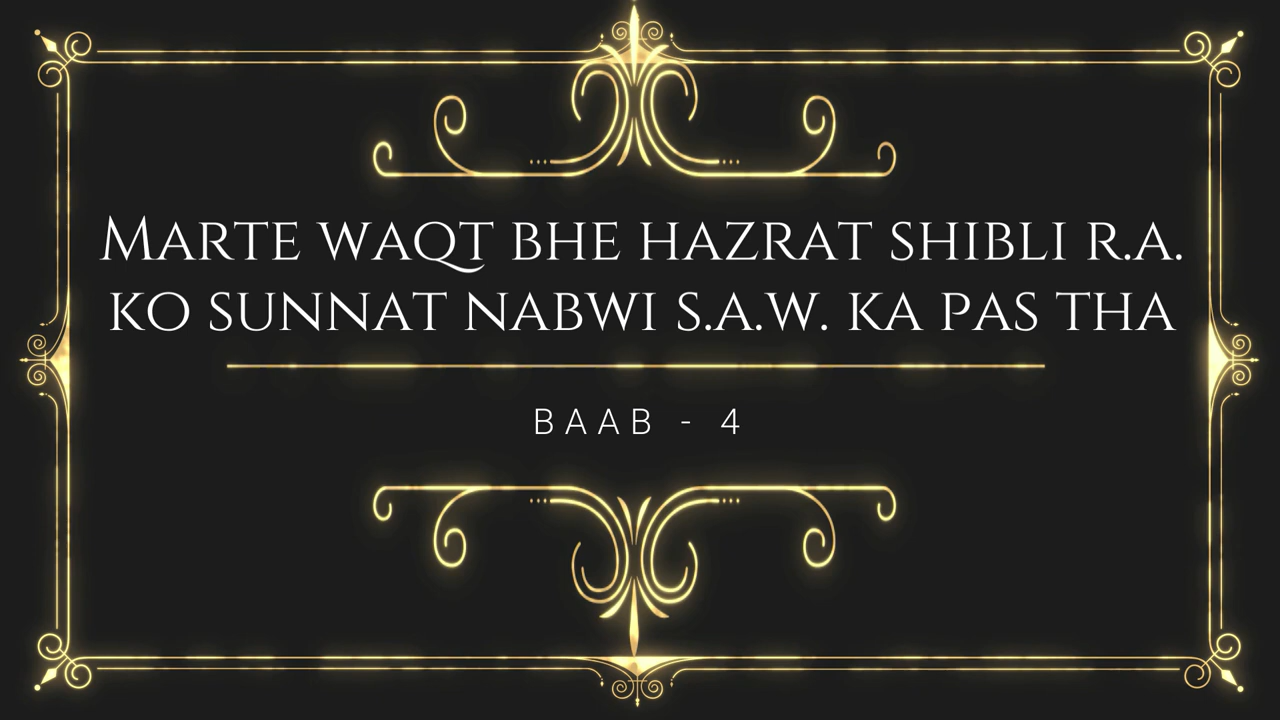 Marte waqt bhe hazrat shibli r.a.
ko sunnat nabwi s.a.w. ka pas tha
BAAB - 4